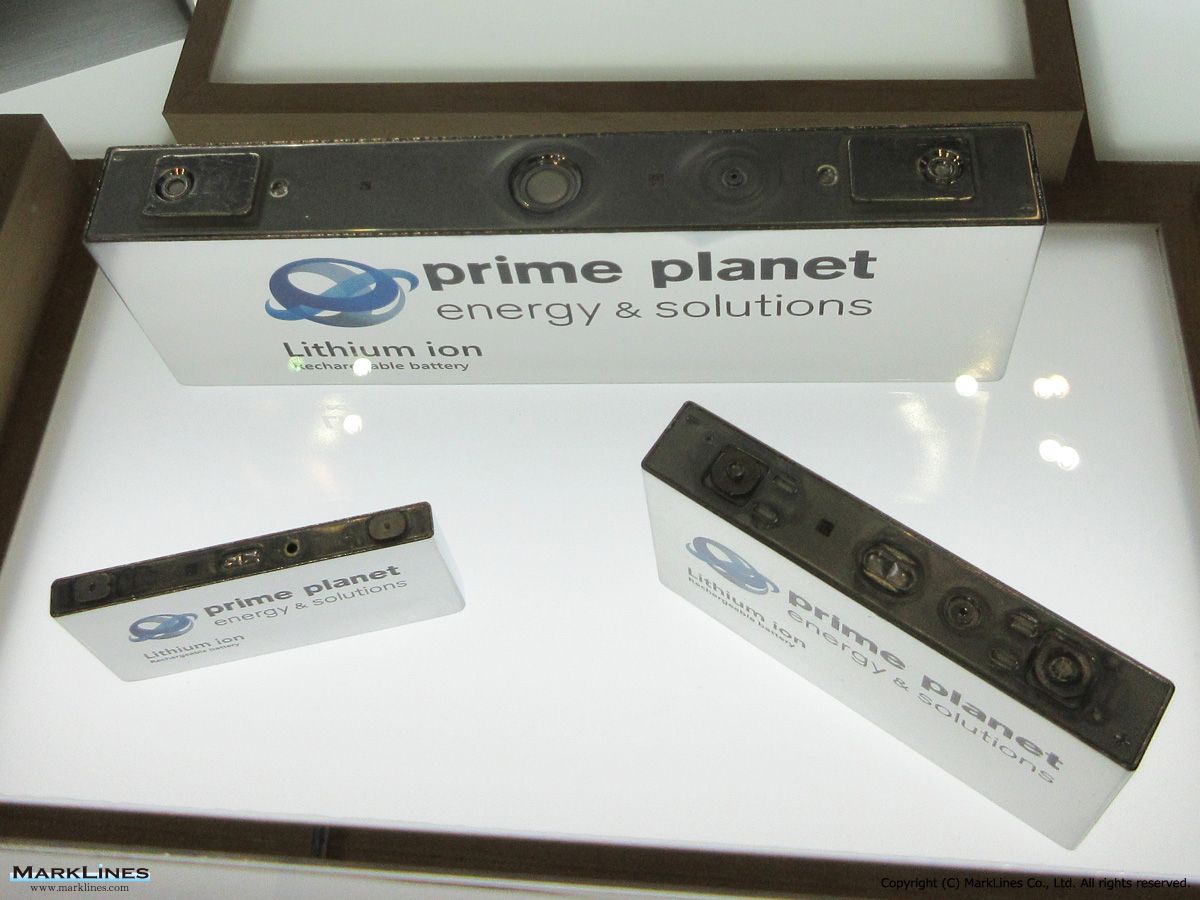 prime planet
energy & solutions
Lithium ion
Rechargeable battery
prime planet
energy & solutions
Lithium ion
Rechargeable battery
prime planet
energy & solutions
Lithium ion
Rechargeable battery
MARKLINES
www.marklines.com
Copyright (C) MarkLines Co., Ltd. All rights reserved.